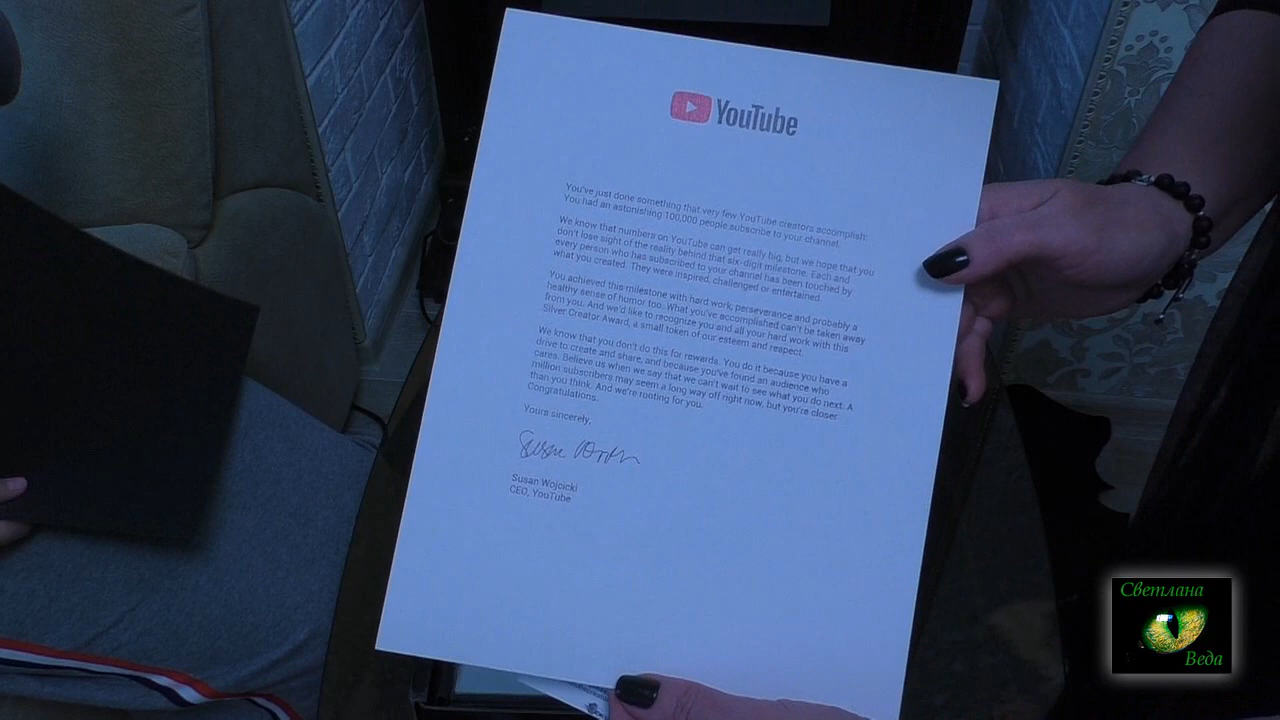 YouTube
You've just done something that very few YouTube creators accomplish:
You had an astonishing 100,000 people subscribe to your channel.
We know that numbers on YouTube can get really big, but we hope that you
don't lose sight of the reality behind that six-digit milestone. Each and
every person who has subscribed to your channel has been touched by
what you created. They were inspired, challenged or entertained.
You achieved this milestone with hard work, perseverance and probably a
healthy sense of humor too. What you've accomplished can't be taken away
from you. And we'd like to recognize you and all your hard work with this
Silver Creator Award, a small token of our esteem and respect.
We know that you don't do this for rewards. You do it because you have a
drive to create and share, and because you've found an audience who
cares. Believe us when we say that we can't wait to see what you do next. A
million subscribers may seem a long way off right now, but you're closer
than you think. And we're rooting for you.
Congratulations.
Yours sincerely,
Susan Wojcicki
CEO, YouTube
Светлана
Веда